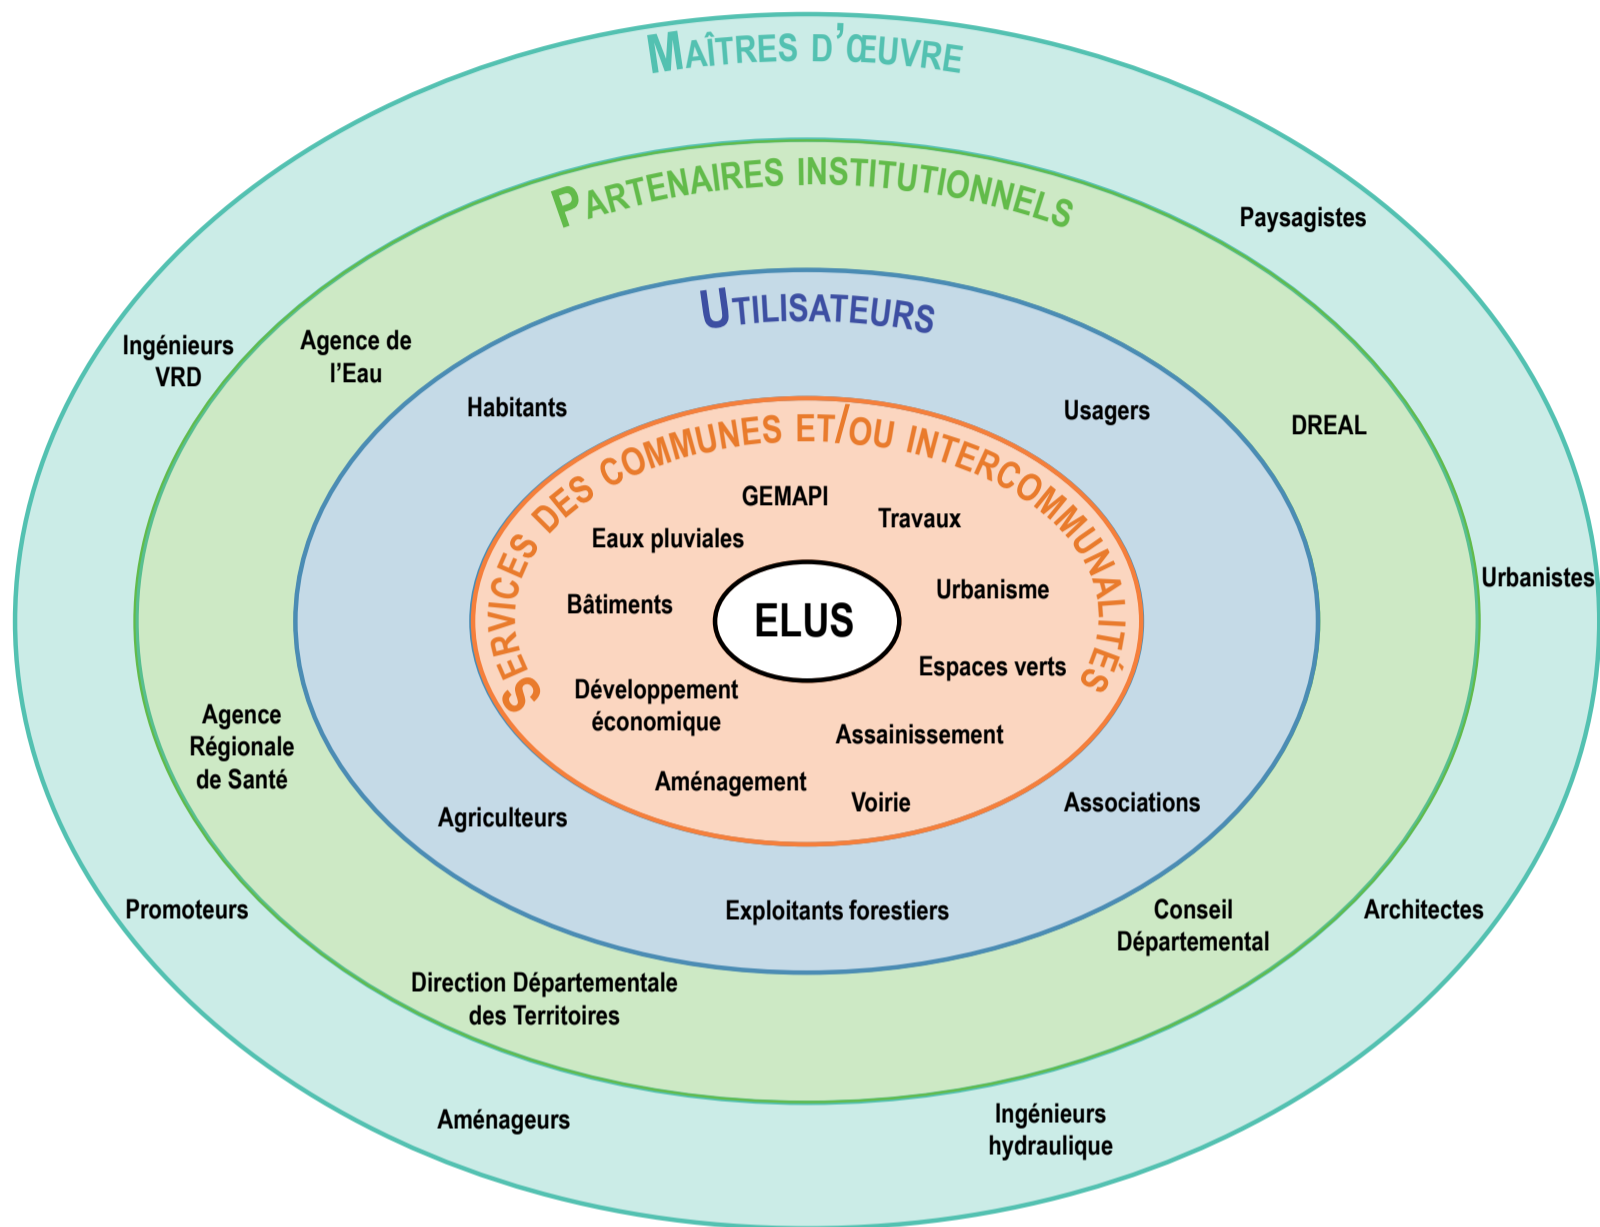 MAÎTRES D'ŒUVRE
Paysagistes
Ingénieurs
VRD
Urbanistes
Promoteurs
Architectes
Aménageurs
Ingénieurs
hydraulique
PARTENAIRES INSTITUTIONNELS
Agence de
l'Eau
DREAL
Agence
Régionale
de Santé
Conseil
Départemental
Direction Départementale
des Territoires
UTILISATEURS
Habitants
Usagers
Agriculteurs
Associations
Exploitants forestiers
SERVICES DES COMMUNES ET/OU INTERCOMMUNALITÉS
GEMAPI
Travaux
Eaux pluviales
Urbanisme
Bâtiments
Espaces verts
Développement
économique
Assainissement
Aménagement
Voirie
ELUS